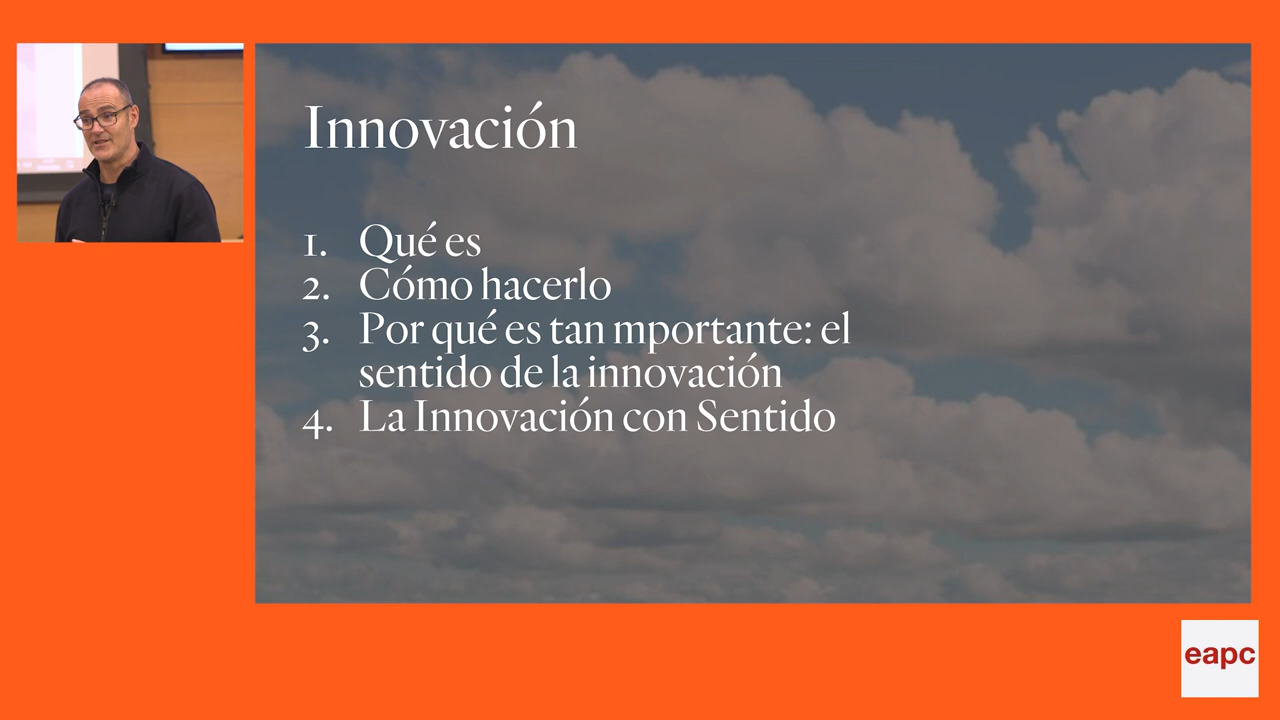 Innovación
1. Qué es
2. Cómo hacerlo
3. Por qué es tan mportante: el
sentido de la innovación
4. La Innovación con Sentido
eapc